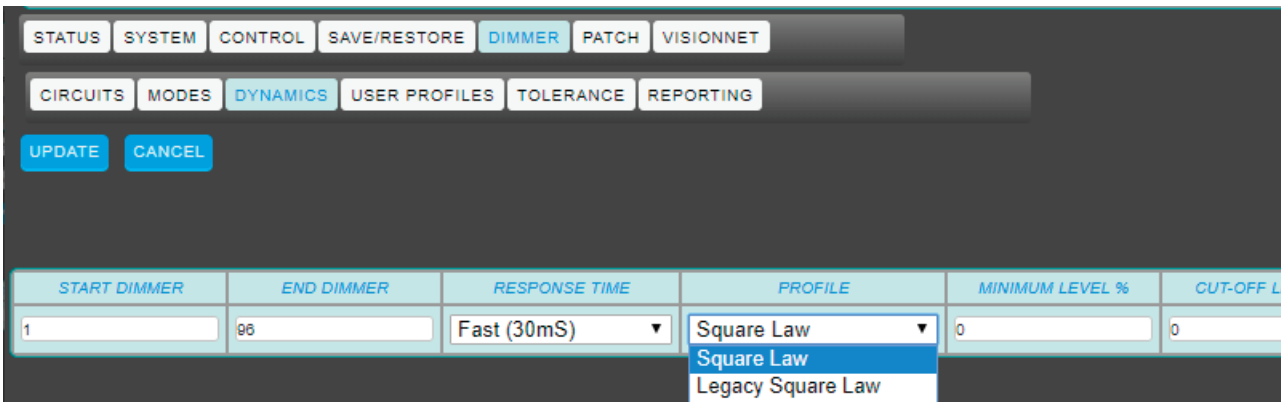 STATUS SYSTEM CONTROL SAVE/RESTORE DIMMER PATCH VISIONNET
CIRCUITS MODES DYNAMICS USER PROFILES TOLERANCE REPORTING
UPDATE CANCEL
START DIMMER END DIMMER RESPONSE TIME PROFILE MINIMUM LEVEL % CUT-OFF
1 96 Fast (30mS) Square Law 0 0
Square Law
Legacy Square Law